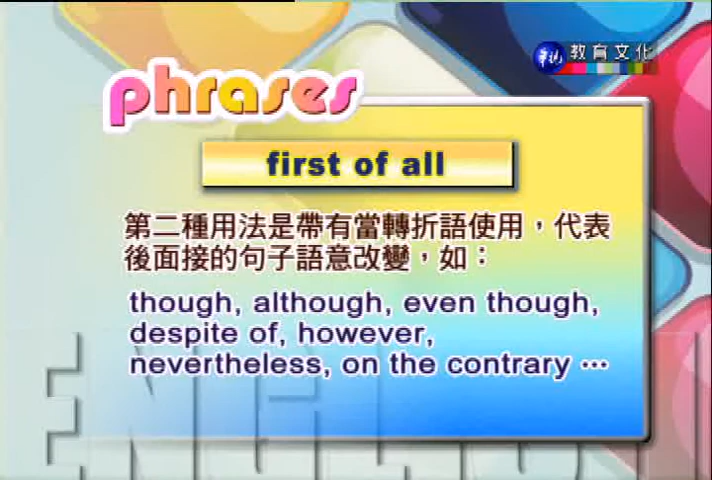 華視 教育文化
phrases
first of all
第二種用法是帶有當轉折語使用，代表
後面接的句子語意改變，如：
though, although, even though,
despite of, however,
nevertheless, on the contrary …
ENGLISH